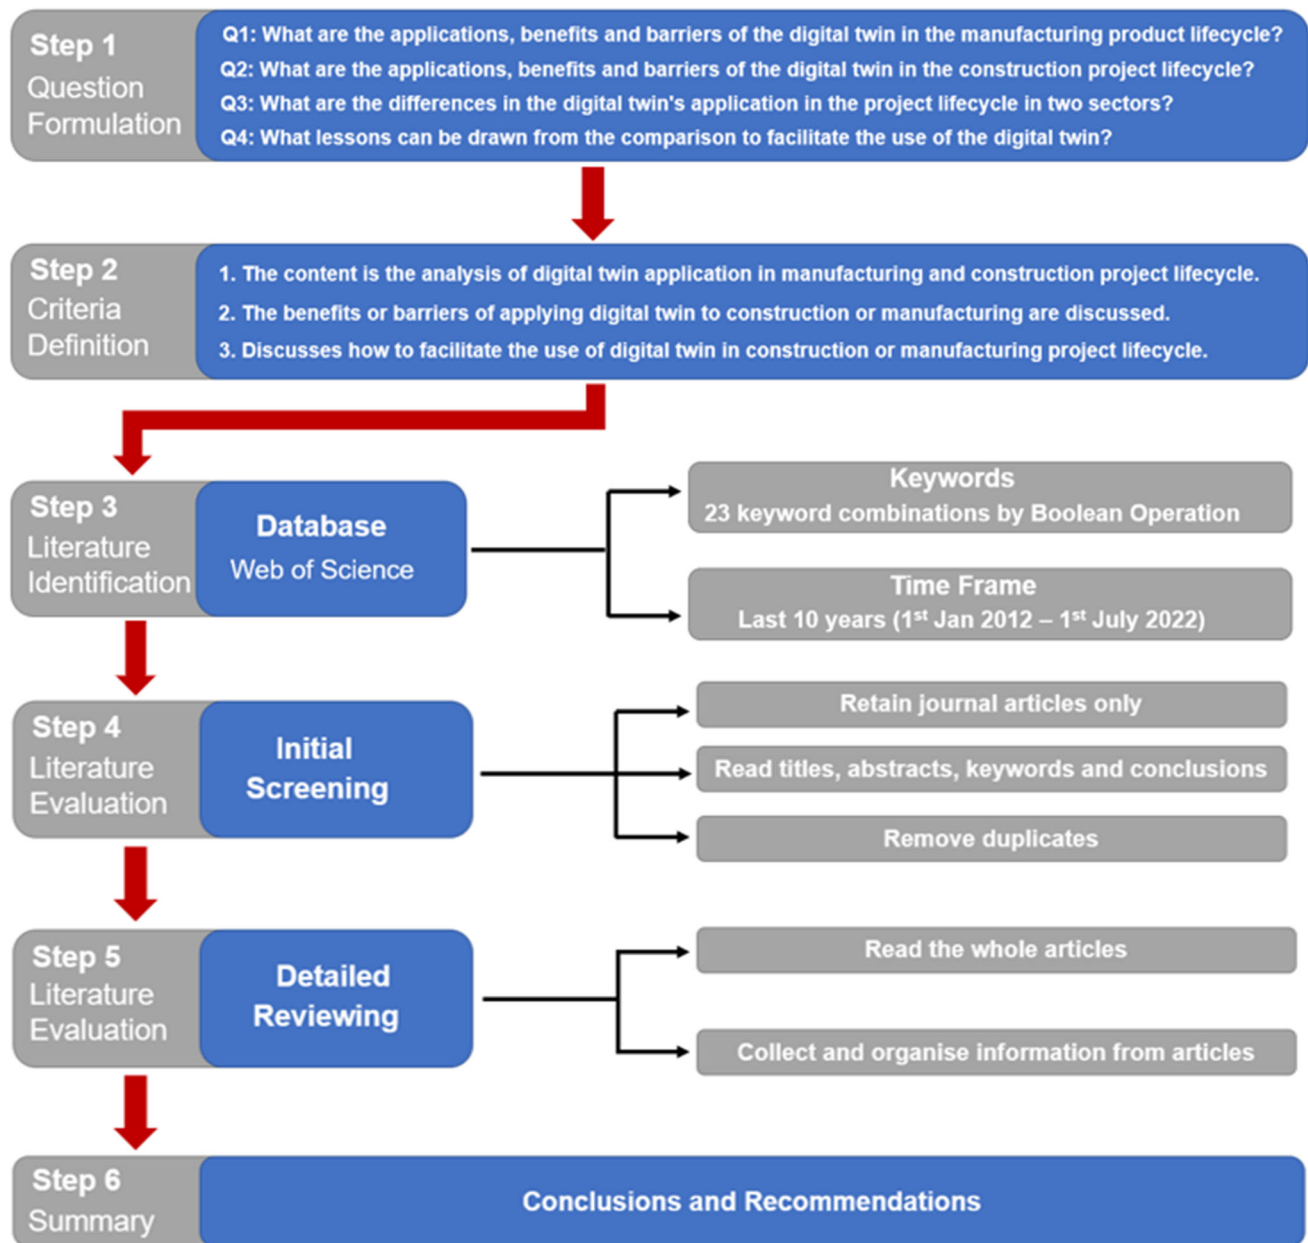 Step 1
Question
Formulation
Q1: What are the applications, benefits and barriers of the digital twin in the manufacturing product lifecycle?
Q2: What are the applications, benefits and barriers of the digital twin in the construction project lifecycle?
Q3: What are the differences in the digital twin's application in the project lifecycle in two sectors?
Q4: What lessons can be drawn from the comparison to facilitate the use of the digital twin?
Step 2
Criteria
Definition
1. The content is the analysis of digital twin application in manufacturing and construction project lifecycle.
2. The benefits or barriers of applying digital twin to construction or manufacturing are discussed.
3. Discusses how to facilitate the use of digital twin in construction or manufacturing project lifecycle.
Step 3
Literature
Identification
Database
Web of Science
Keywords
23 keyword combinations by Boolean Operation
Time Frame
Last 10 years (1st Jan 2012 – 1st July 2022)
Step 4
Literature
Evaluation
Initial
Screening
Retain journal articles only
Read titles, abstracts, keywords and conclusions
Remove duplicates
Step 5
Literature
Evaluation
Detailed
Reviewing
Read the whole articles
Collect and organise information from articles
Step 6
Summary
Conclusions and Recommendations